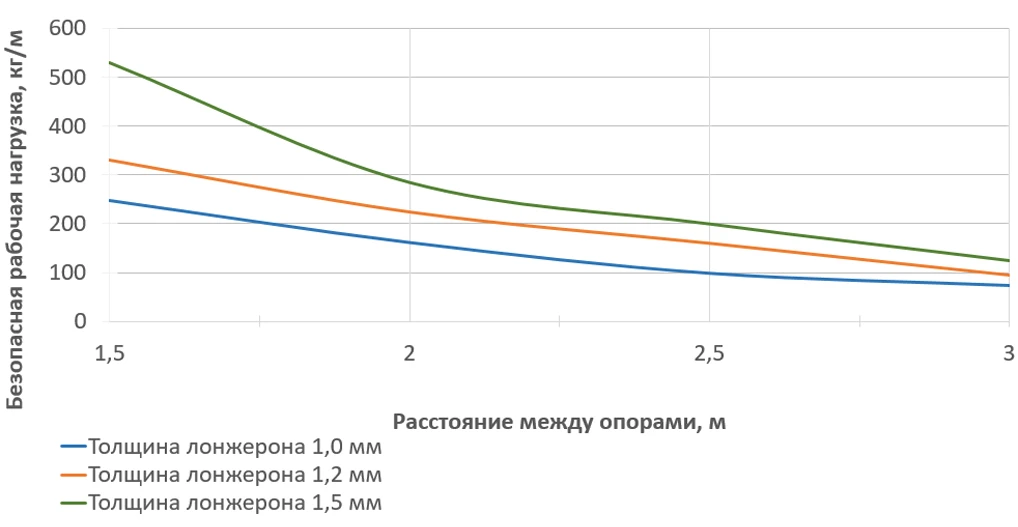 Безопасная рабочая нагрузка, кг/м
600
500
400
300
200
100
0
1,5 2 2,5 3
Расстояние между опорами, м
Толщина лонжерона 1,0 мм
Толщина лонжерона 1,2 мм
Толщина лонжерона 1,5 мм